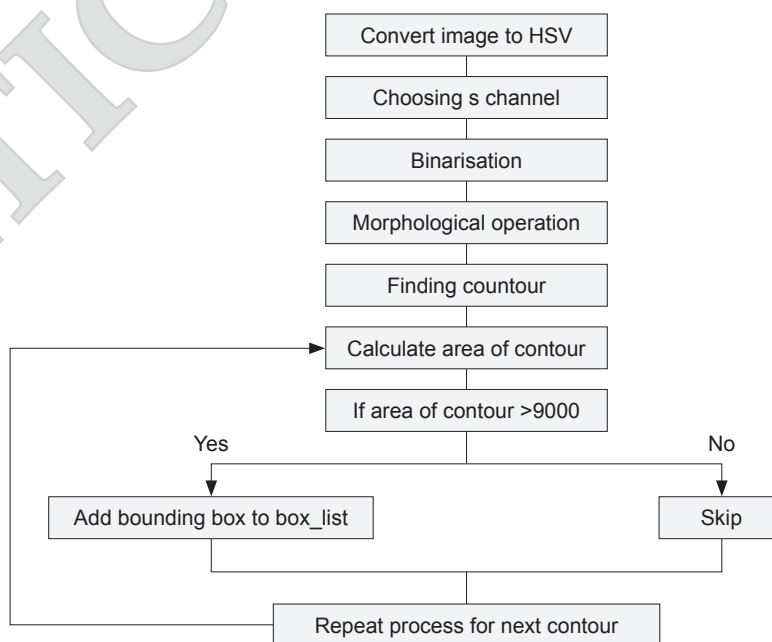 Convert image to HSV
Choosing s channel
Binarisation
Morphological operation
Finding countour
Calculate area of contour
If area of contour >9000
Yes
No
Add bounding box to box_list
Skip
Repeat process for next contour